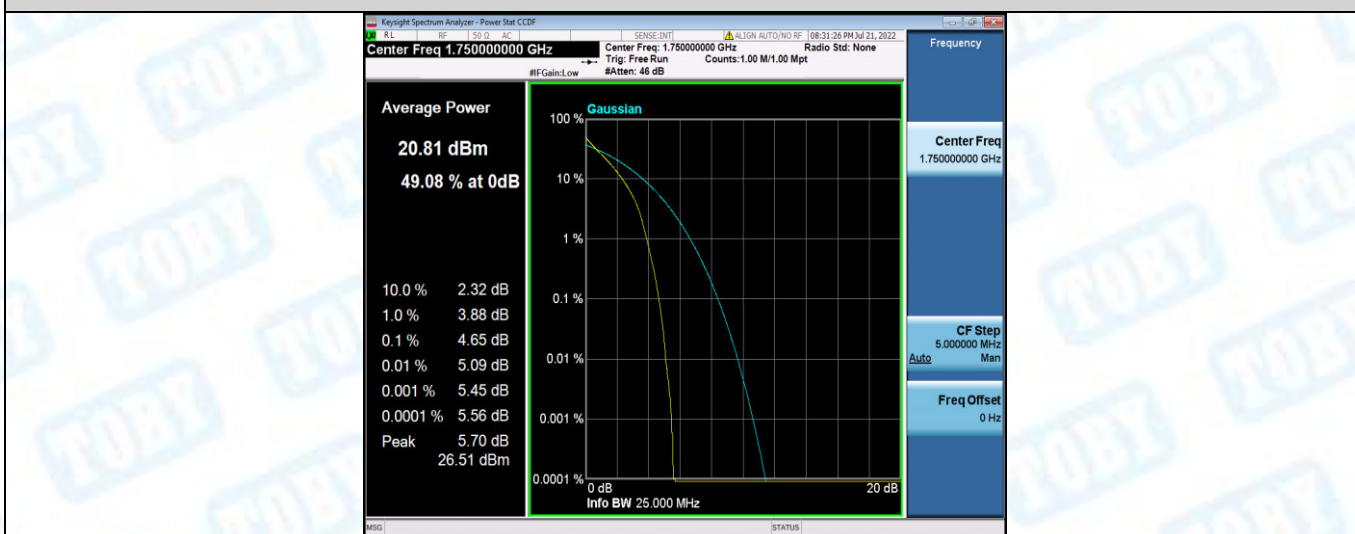 Keysight Spectrum Analyzer - Power Stat CCDF
LXI RL RF 50 Ω AC SENSE:INT ALIGN AUTO/NO RF 08:31:26 PM Jul 21, 2022
Center Freq 1.750000000 GHz
Center Freq: 1.750000000 GHz Radio Std: None
Trig: Free Run Counts:1.00 M/1.00 Mpt
#IFGain:Low #Atten: 46 dB
Frequency
Average Power
20.81 dBm
49.08 % at 0dB
10.0 % 2.32 dB
1.0 % 3.88 dB
0.1 % 4.65 dB
0.01 % 5.09 dB
0.001 % 5.45 dB
0.0001 % 5.56 dB
Peak 5.70 dB
26.51 dBm
Gaussian
100 %
10 %
1 %
0.1 %
0.01 %
0.001 %
0.0001 %
0 dB 20 dB
Info BW 25.000 MHz
Center Freq
1.750000000 GHz
CF Step
5.000000 MHz
Auto Man
Freq Offset
0 Hz
MSG STATUS
TOBY
TOBY
TOBY
TOBY
TOBY
TOBY
TOBY